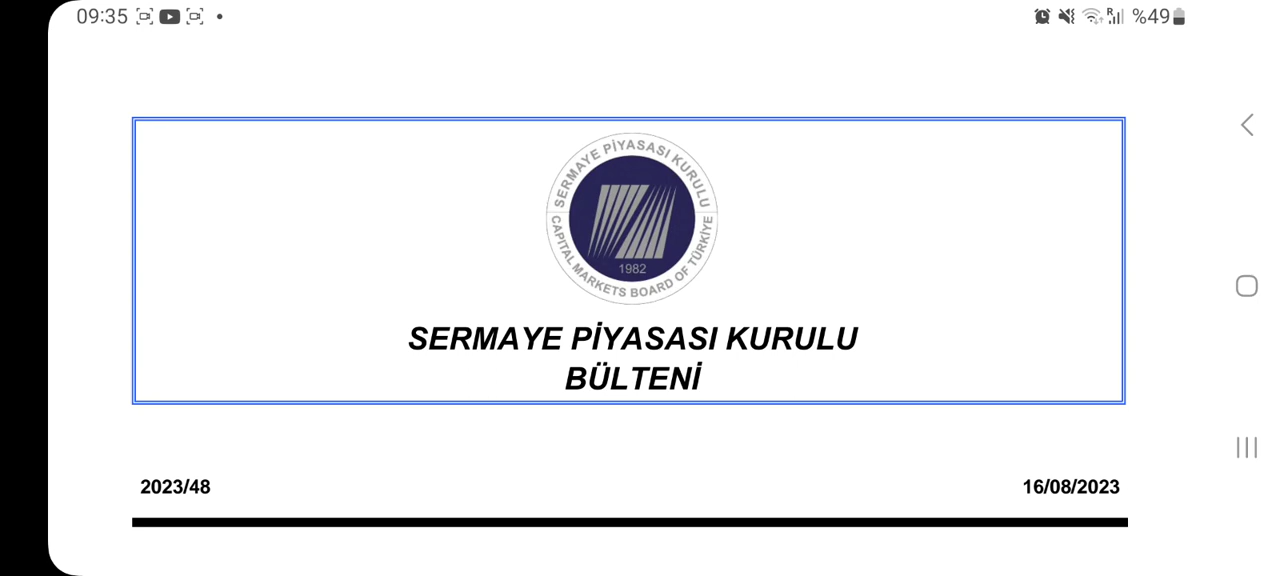 09:35
%49
SERMAYE PİYASASI KURULU
CAPITAL MARKETS BOARD OF TÜRKİYE
1982
SERMAYE PİYASASI KURULU
BÜLTENİ
2023/48
16/08/2023